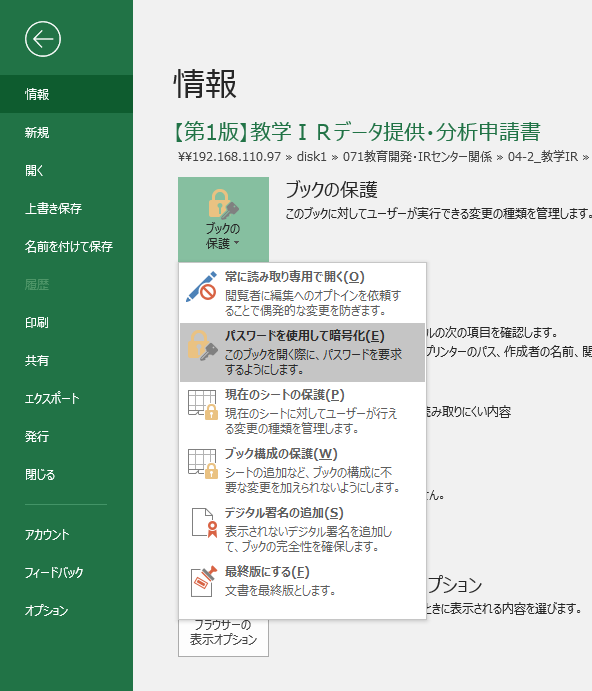 情報
新規
開く
上書き保存
名前を付けて保存
履歴
印刷
共有
エクスポート
発行
閉じる
アカウント
フィードバック
オプション
情報
【第1版】教学ＩＲデータ提供・分析申請書
¥¥192.168.110.97 » disk1 » 071教育開発・IRセンター関係 » 04-2_教学IR »
ブックの
保護
ブックの保護
このブックに対してユーザーが実行できる変更の種類を管理します。
常に読み取り専用で開く(O)
閲覧者に編集へのオプトインを依頼す
ることで偶発的な変更を防ぎます。
パスワードを使用して暗号化(E)
このブックを開く際に、パスワードを要求
するようにします。
現在のシートの保護(P)
現在のシートに対してユーザーが行え
る変更の種類を管理します。
ブック構成の保護(W)
シートの追加など、ブックの構成に不
要な変更を加えられないようにします。
デジタル署名の追加(S)
表示されないデジタル署名を追加し
て、ブックの完全性を確保します。
最終版にする(F)
文書を最終版とします。
ルの次の項目を確認します。
プリンターのパス、作成者の名前、関
読み取りにくい内容
せん。
プション
ときに表示される内容を選びます。
ブラウザーの
表示オプション